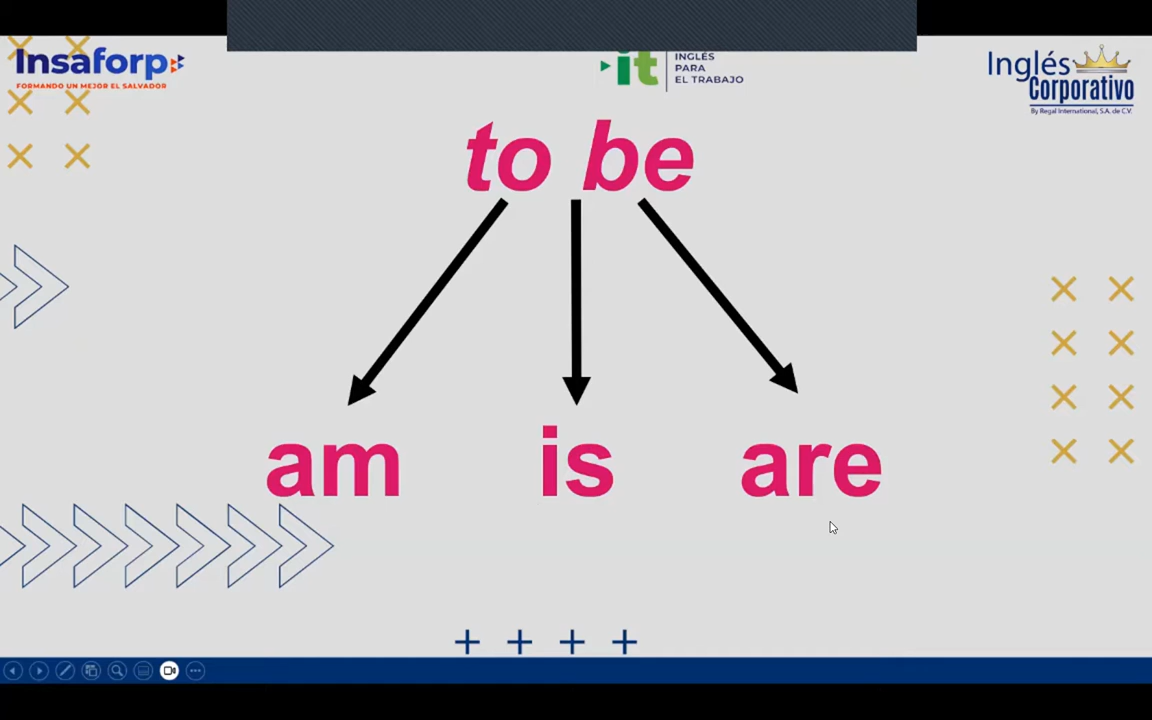 Insaforp
FORMANDO UN MEJOR EL SALVADOR
it
INGLÉS
PARA
EL TRABAJO
Inglés
Corporativo
By Regal International, S.A. de C.V.
to be
am is are